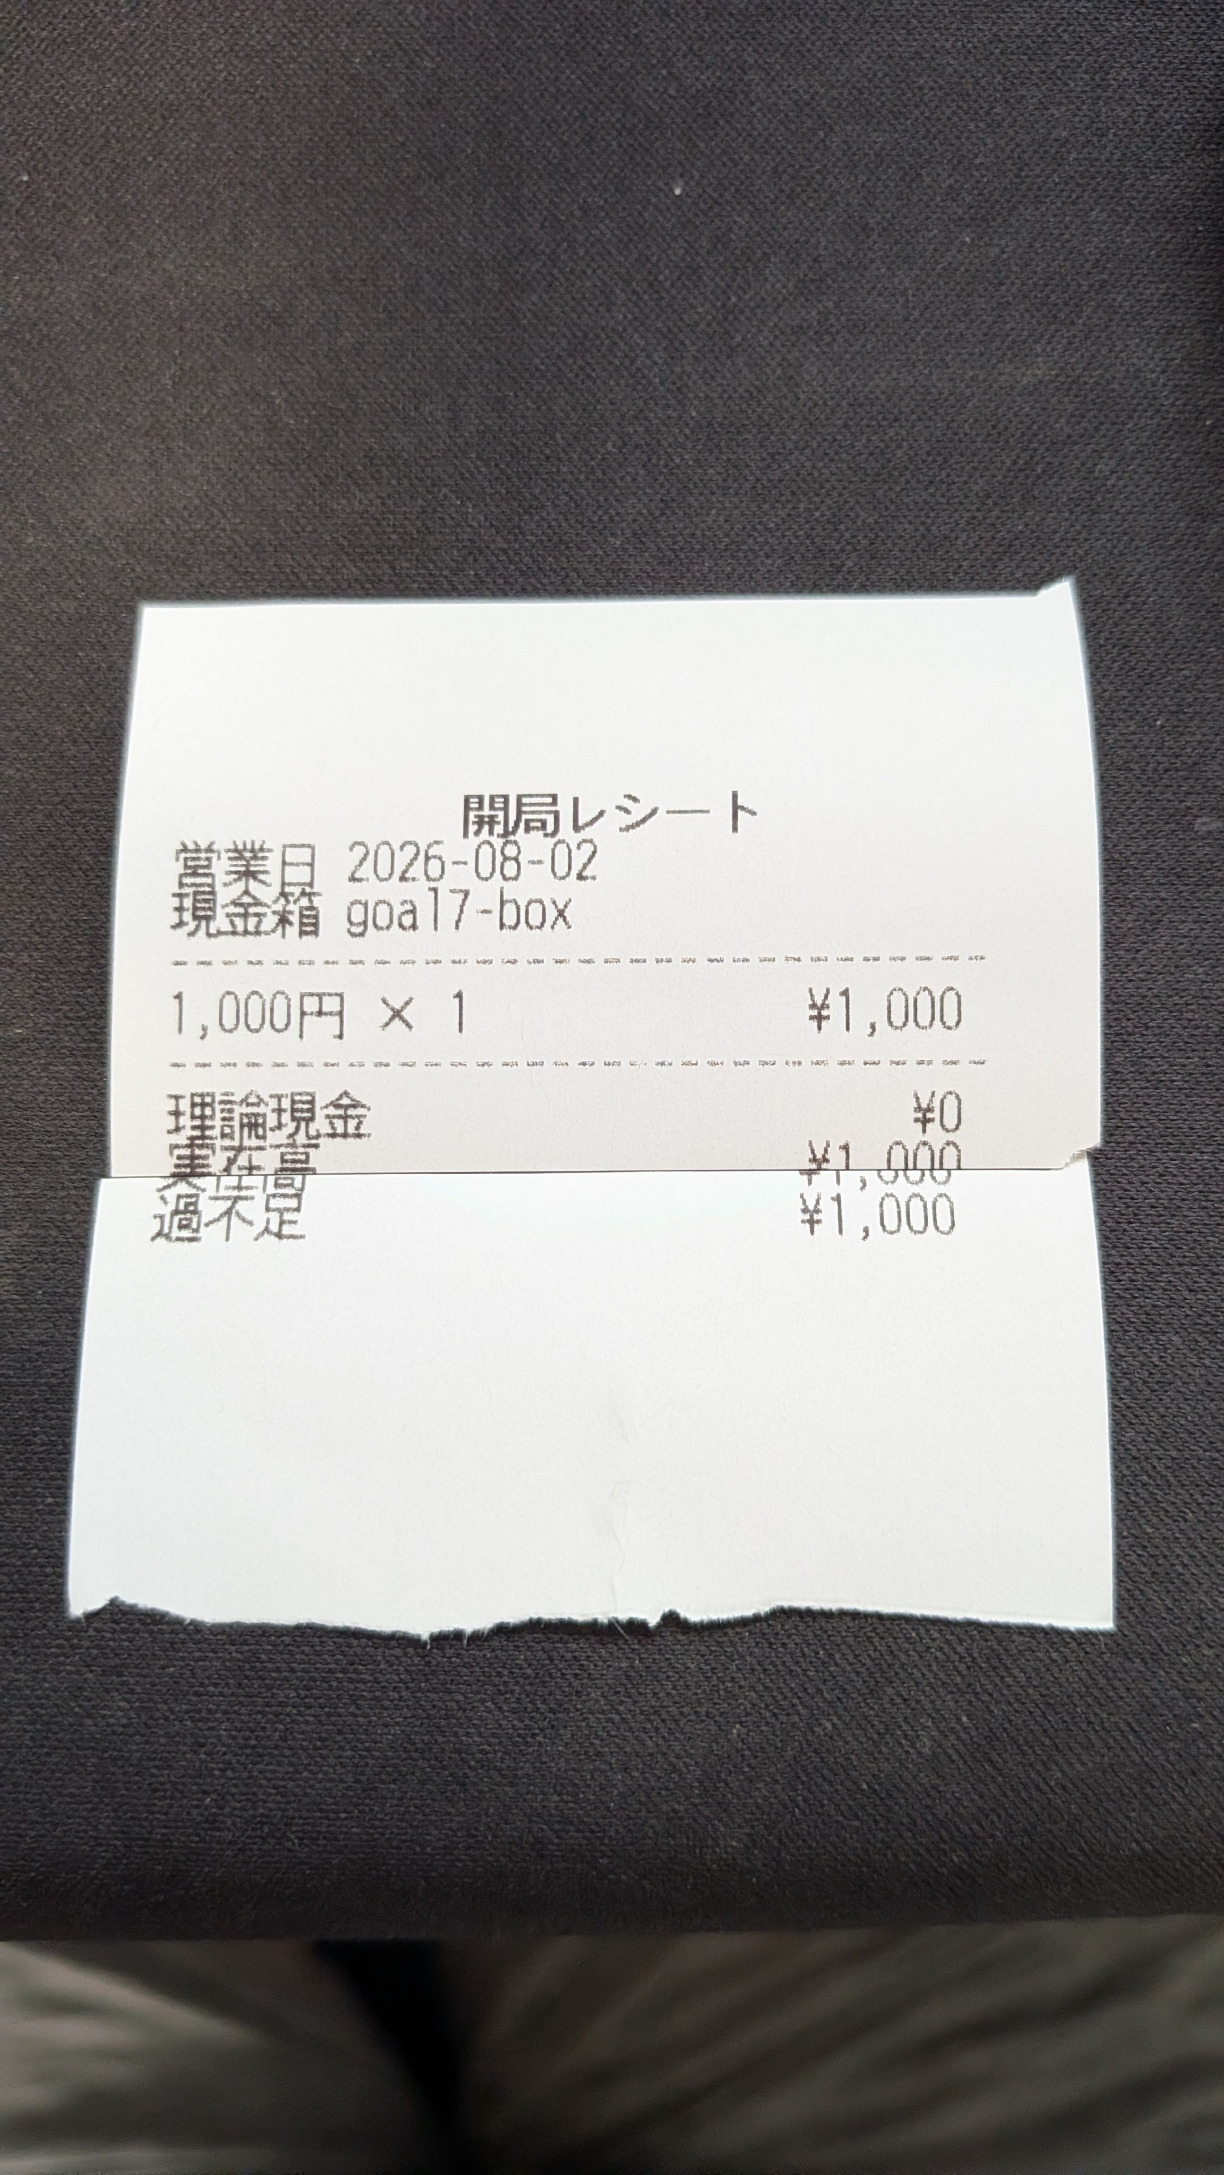 開局レシート
営業日 2026-08-02
現金箱 goal7-box
1,000円 × 1 ¥1,000
理論現金 ¥0
実在高 ¥1,000
過不足 ¥1,000